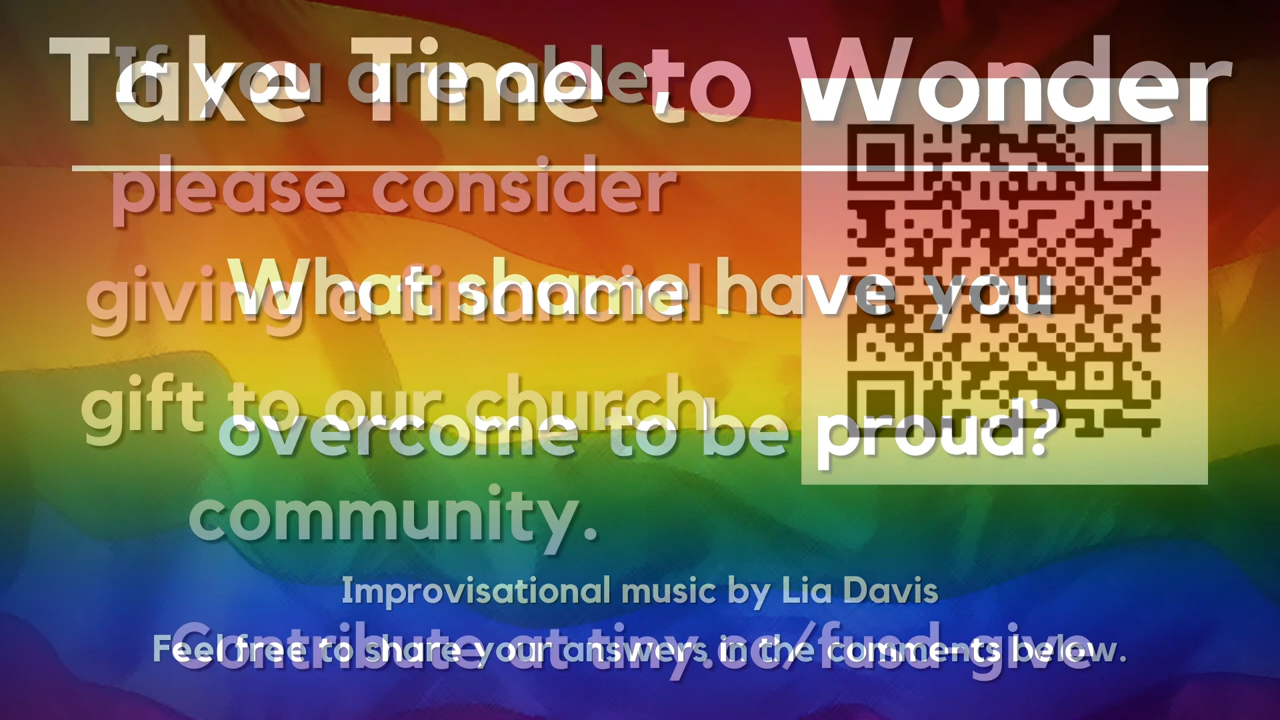 Take Time to Wonder
What shame have you
overcome to be proud?
Improvisational music by Lia Davis
Feel free to share your answers in the comments below.
If you are able,
please consider
giving a financial
gift to our church
community.
Contribute at tiny.cc/fusd-give